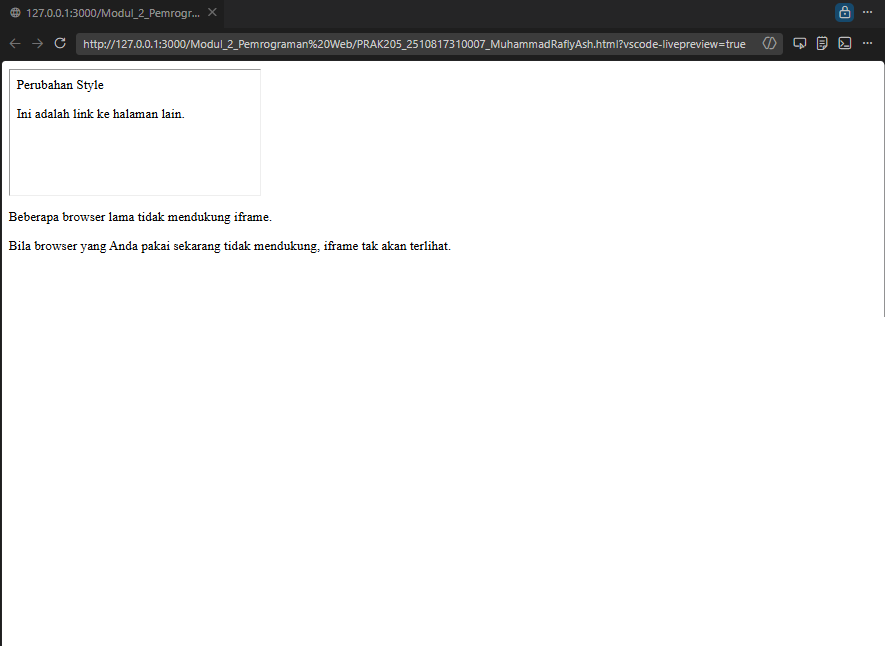 127.0.0.1:3000/Modul_2_Pemrogr...
http://127.0.0.1:3000/Modul_2_Pemrograman%20Web/PRAK205_2510817310007_MuhammadRaflyAsh.html?vscode-livepreview=true
Perubahan Style
Ini adalah link ke halaman lain.
Beberapa browser lama tidak mendukung iframe.
Bila browser yang Anda pakai sekarang tidak mendukung, iframe tak akan terlihat.